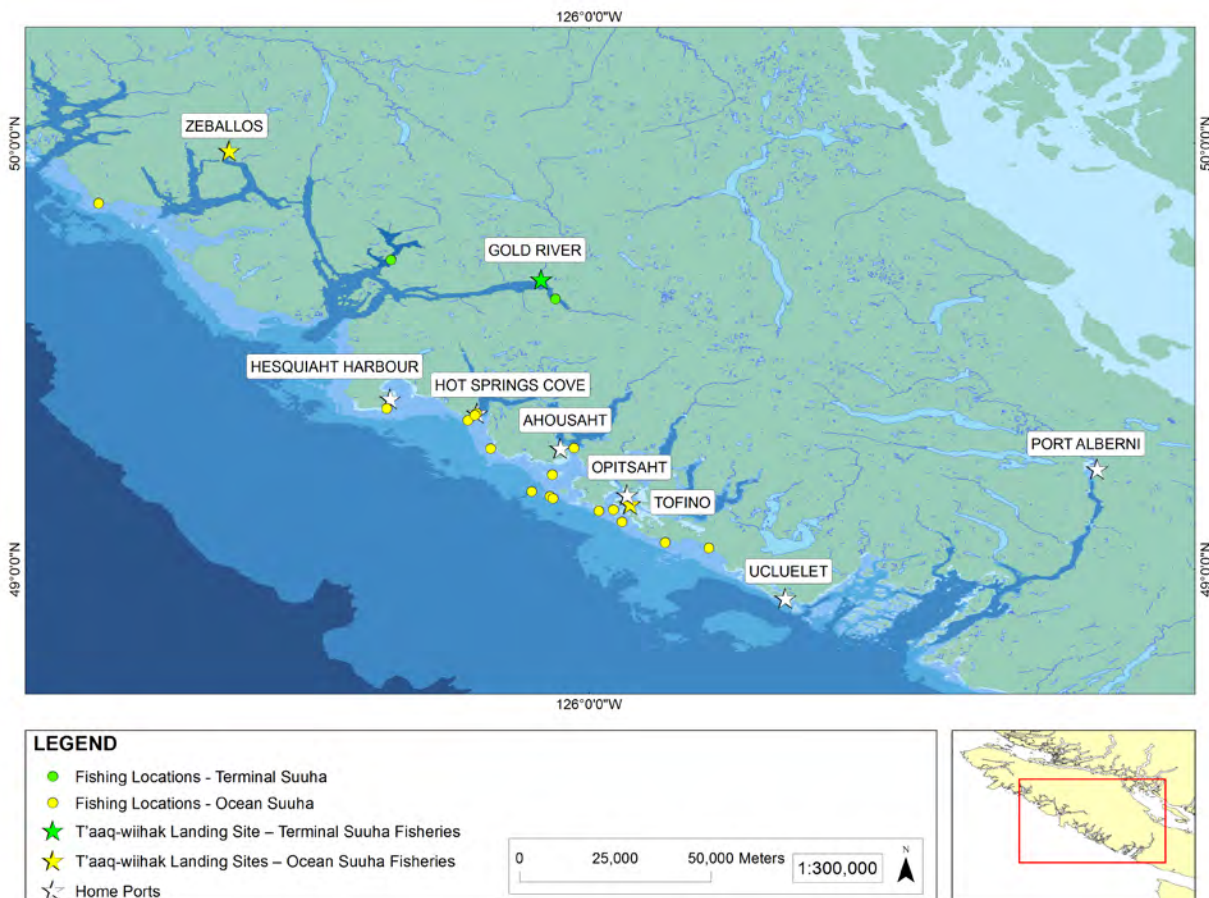 126°0'0"W
50°0'0"N
50°0'0"N
ZEBALLOS
GOLD RIVER
HESQUIAHT HARBOUR
HOT SPRINGS COVE
AHOUSAHT
PORT ALBERNI
OPITSAHT
TOFINO
UCLUELET
49°0'0"N
49°0'0"N
126°0'0"W
LEGEND
Fishing Locations - Terminal Suuha
Fishing Locations - Ocean Suuha
T'aaq-wiihak Landing Site – Terminal Suuha Fisheries
T'aaq-wiihak Landing Sites – Ocean Suuha Fisheries
Home Ports
0 25,000 50,000 Meters
1:300,000
N